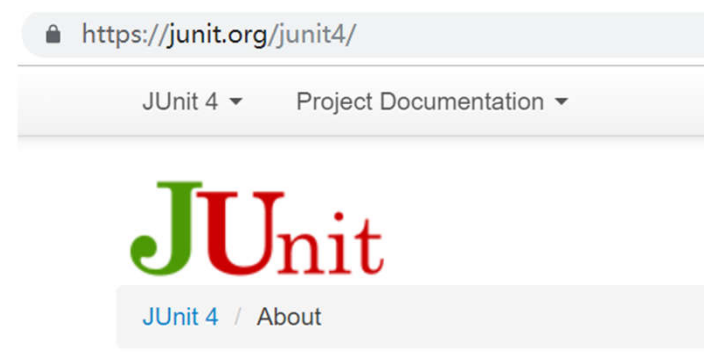 https://junit.org/junit4/
JUnit 4 Project Documentation
JUnit
JUnit 4 / About